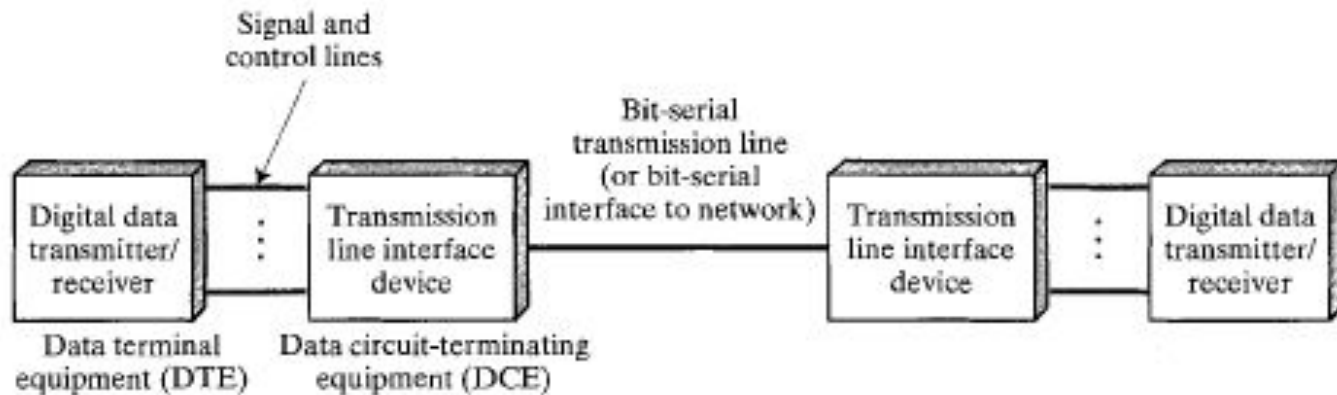 Signal and
control lines
Bit-serial
transmission line
(or bit-serial
interface to network)
Digital data
transmitter/
receiver
Transmission
line interface
device
Transmission
line interface
device
Digital data
transmitter/
receiver
Data terminal
equipment (DTE)
Data circuit-terminating
equipment (DCE)